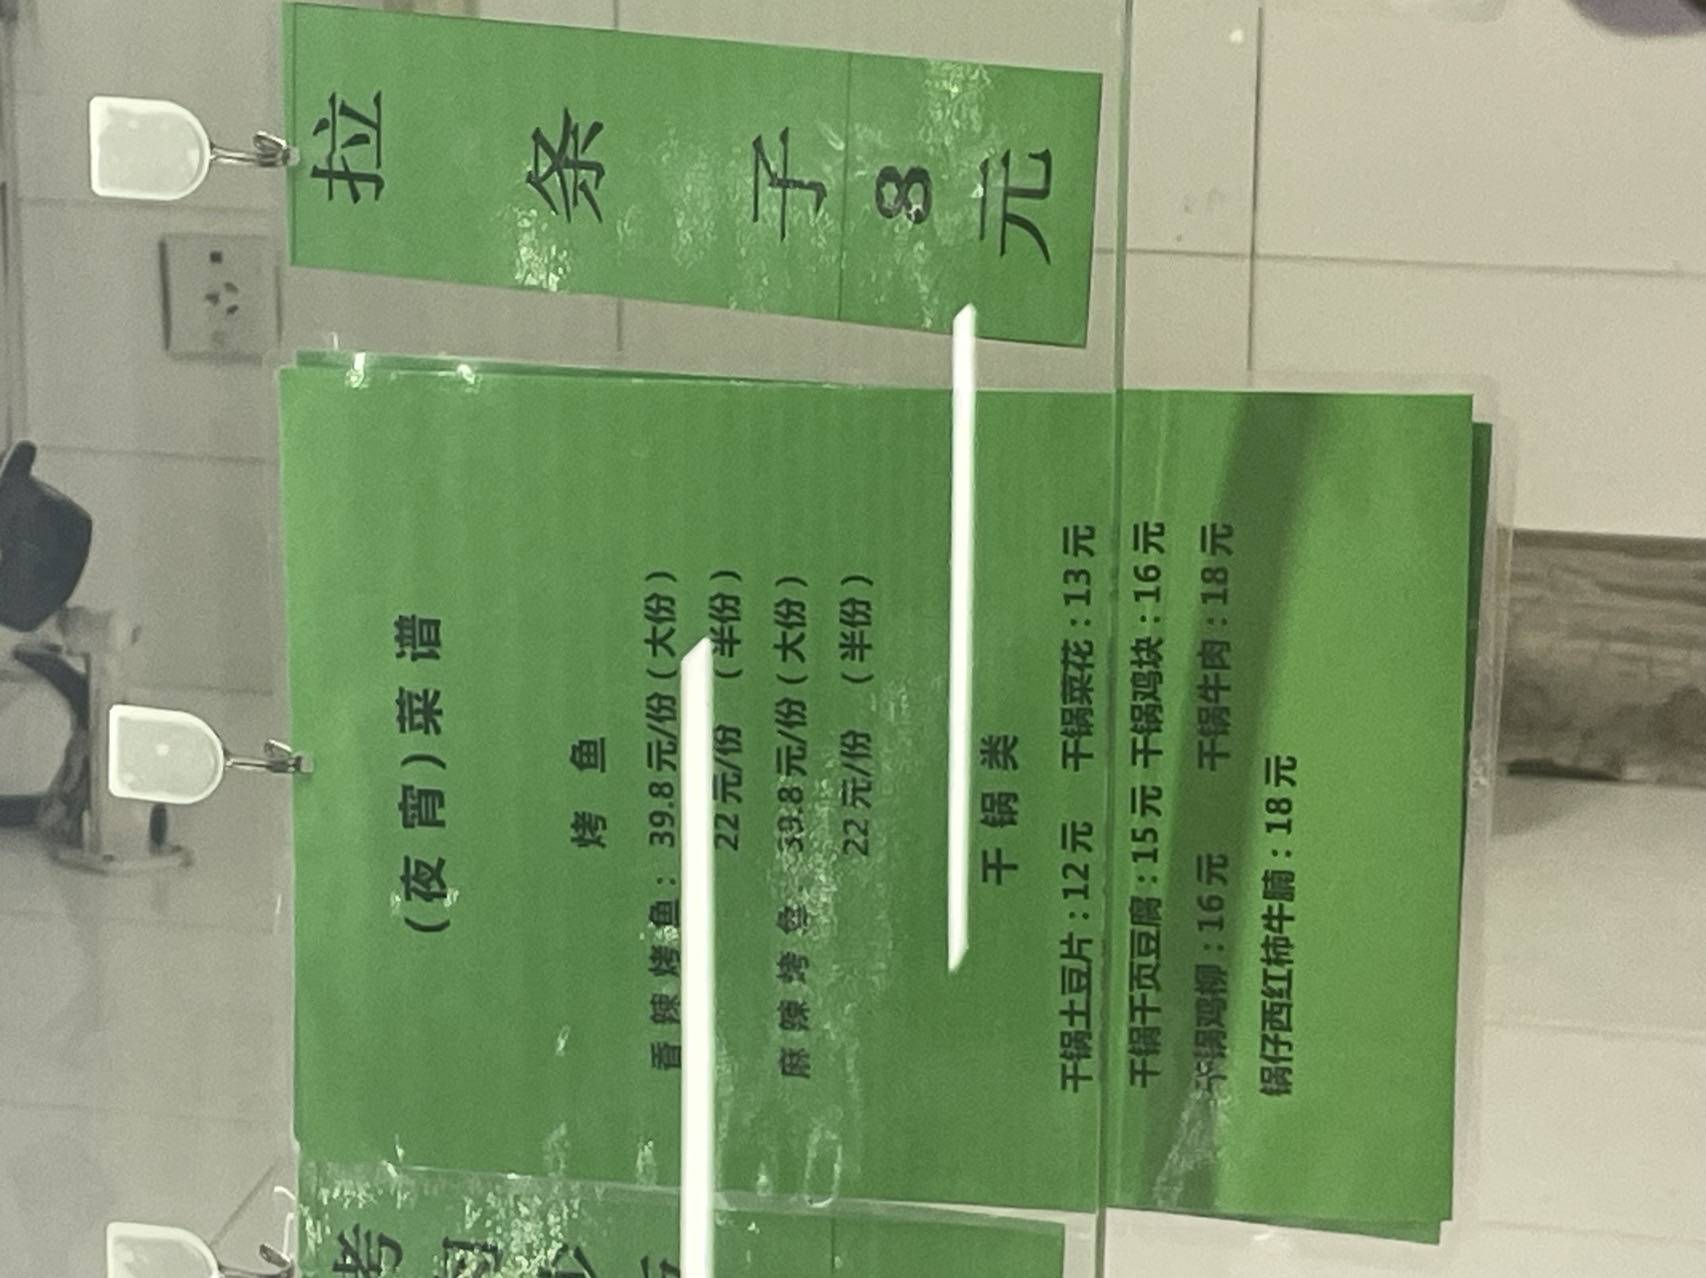 （夜宵）菜谱
烤鱼
香辣烤鱼：39.8元/份（大份）
22元/份（半份）
麻辣烤鱼 39.8元/份（大份）
22元/份（半份）
干锅类
干锅土豆片：12元 干锅菜花：13元
干锅千页豆腐：15元 干锅鸡块：16元
干锅鸡柳：16元 干锅牛肉：18元
锅仔西红柿牛腩：18元
拉条子8元